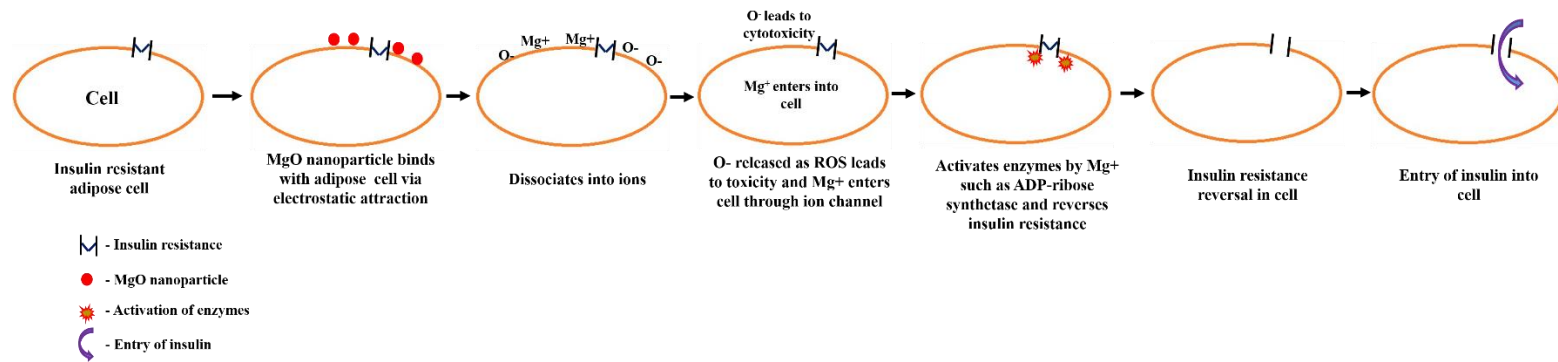 Cell
Insulin resistant
adipose cell
MgO nanoparticle binds
with adipose cell via
electrostatic attraction
O-
Mg+
Mg+
O-
O-
Dissociates into ions
O- leads to
cytotoxicity
Mg+ enters into
cell
O- released as ROS leads
to toxicity and Mg+ enters
cell through ion channel
Activates enzymes by Mg+
such as ADP-ribose
synthetase and reverses
insulin resistance
Insulin resistance
reversal in cell
Entry of insulin into
cell
- Insulin resistance
- MgO nanoparticle
- Activation of enzymes
- Entry of insulin